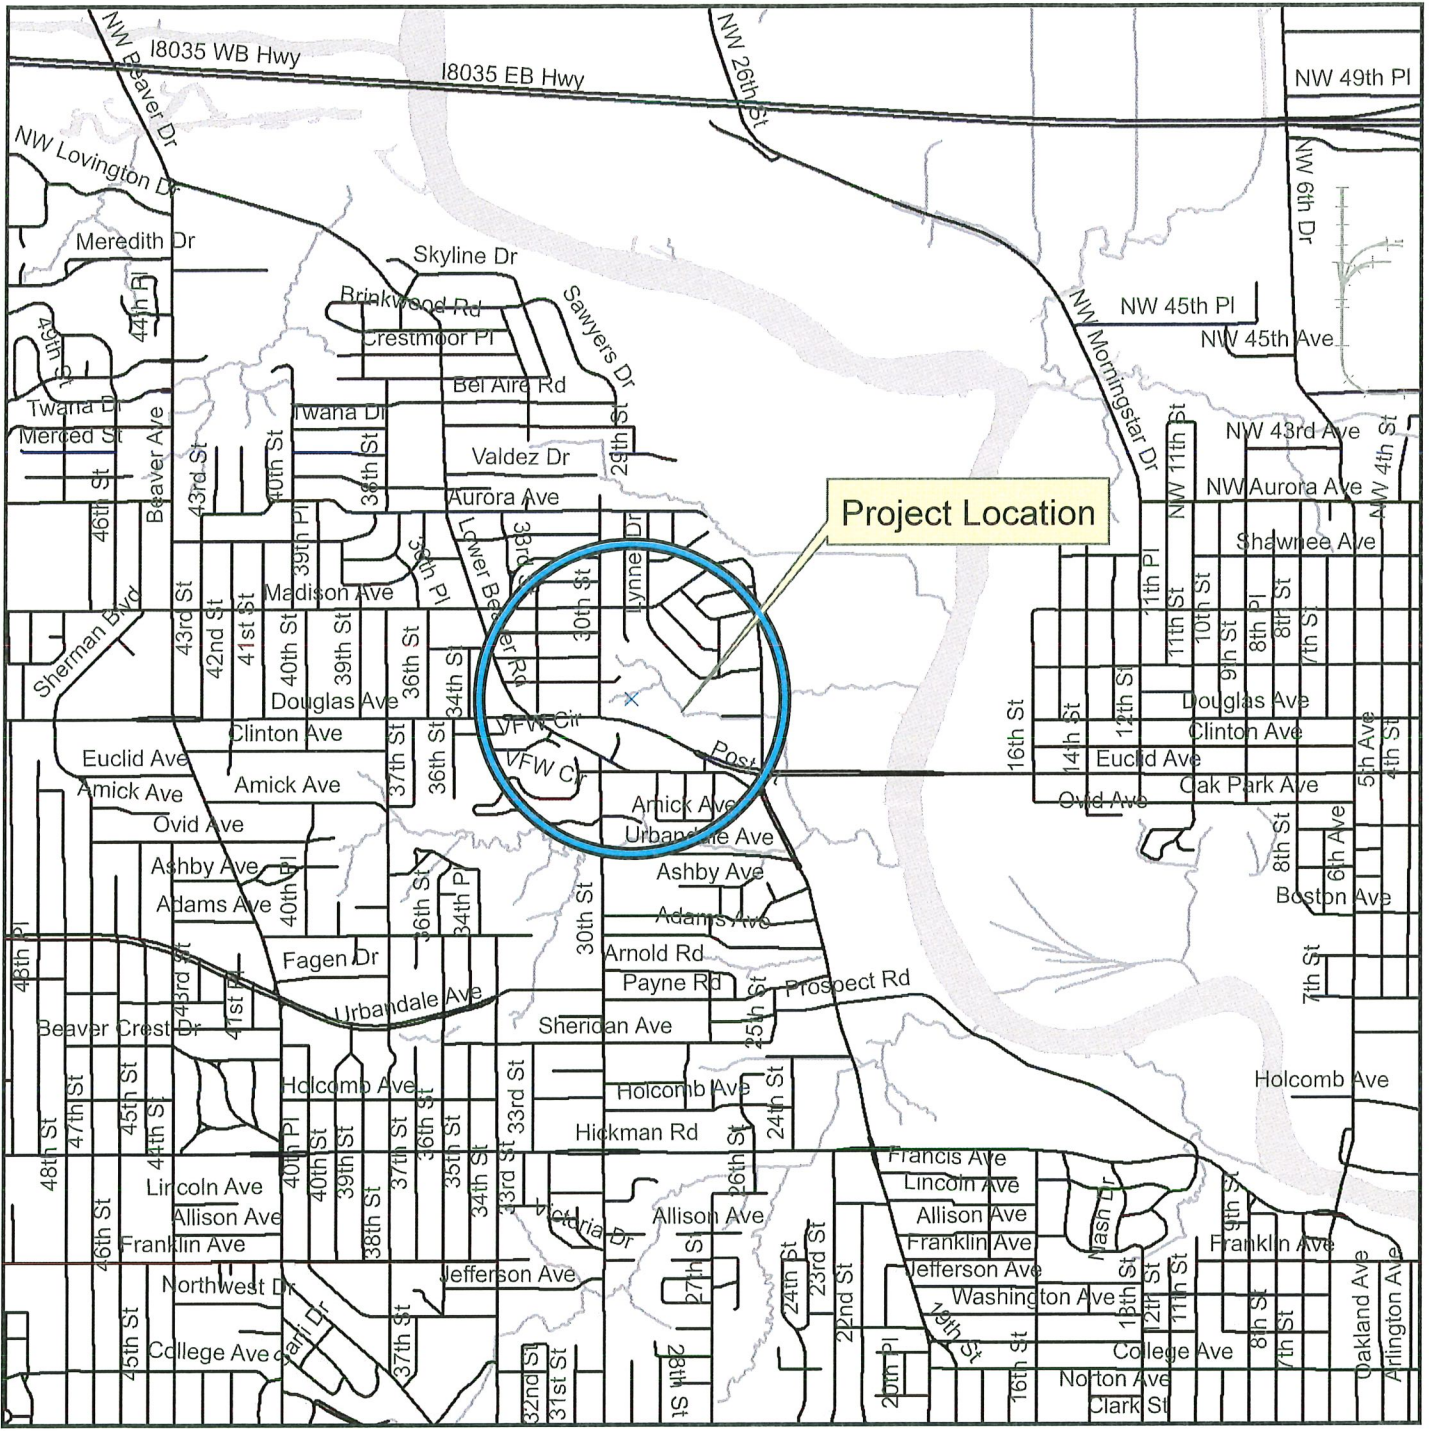 NW Beaver Dr
I8035 WB Hwy
I8035 EB Hwy
NW 26th St
NW 49th Pl
NW Lovington Dr
NW 6th Dr
Meredith Dr
Skyline Dr
44th Pl
Brinkwood Rd
Sawyers Dr
NW 45th Pl
49th St
Crestmoor Pl
NW Morningstar Dr
NW 45th Ave
Bel Aire Rd
Twana Dr
Twana Dr
Merced St
Beaver Ave
29th St
NW 11th St
NW 43rd Ave
NW 4th St
46th St
43rd St
40th St
38th St
Valdez Dr
Aurora Ave
NW Aurora Ave
Project Location
39th Pl
Lower Beaver Rd
33rd S
Lynner Dr
Shawnee Ave
Madison Ave
30th St
11th Pl
Sherman Blvd
43rd St
42nd St
41st St
40th St
39th St
36th St
34th St
11th St
10th St
9th St
8th Pl
8th St
7th St
Douglas Ave
Douglas Ave
12th St
Clinton Ave
VFW Cir
16th St
14th St
Clinton Ave
5th Ave
4th St
Euclid Ave
37th St
36th St
VFW Cir
Post
Euclid Ave
Amick Ave
Amick Ave
Amick Ave
Oak Park Ave
Ovid Ave
Ovid Ave
Urbandale Ave
8th St
6th Ave
Ashby Ave
Ashby Ave
40th Pl
36th St
34th Pl
Adams Ave
Adams Ave
Boston Ave
30th St
48th Pl
43rd St
41st Pl
Fagen Dr
Arnold Rd
7th St
Payne Rd
Prospect Rd
Urbandale Ave
25th St
Beaver Crest Dr
Sheridan Ave
Holcomb Ave
Holcomb Ave
Holcomb Ave
48th St
47th St
45th St
44th St
40th Pl
40th St
39th St
37th St
36th St
35th St
34th St
33rd St
33rd St
24th St
Hickman Rd
26th St
Francis Ave
Lincoln Ave
Lincoln Ave
Allison Ave
Allison Ave
Allison Ave
46th St
38th St
Victoria Dr
Nash Dr
9th St
Franklin Ave
Franklin Ave
Franklin Ave
Northwest Dr
Jefferson Ave
27th St
24th St
23rd St
22nd St
Jefferson Ave
Washington Ave
13th St
12th St
11th St
8th St
7th St
Oakland Ave
Arlington Ave
45th St
College Ave
37th St
32nd St
31st St
28th St
20th Pl
19th St
16th St
College Ave
Norton Ave
Clark St